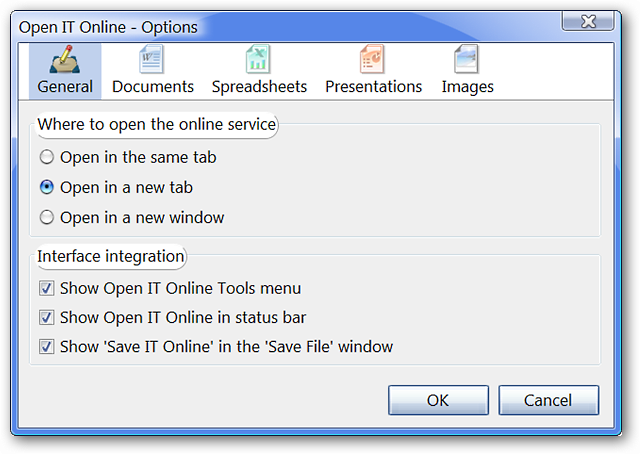 Open IT Online - Options
General Documents Spreadsheets Presentations Images
Where to open the online service
Open in the same tab
Open in a new tab
Open in a new window
Interface integration
Show Open IT Online Tools menu
Show Open IT Online in status bar
Show 'Save IT Online' in the 'Save File' window
OK Cancel